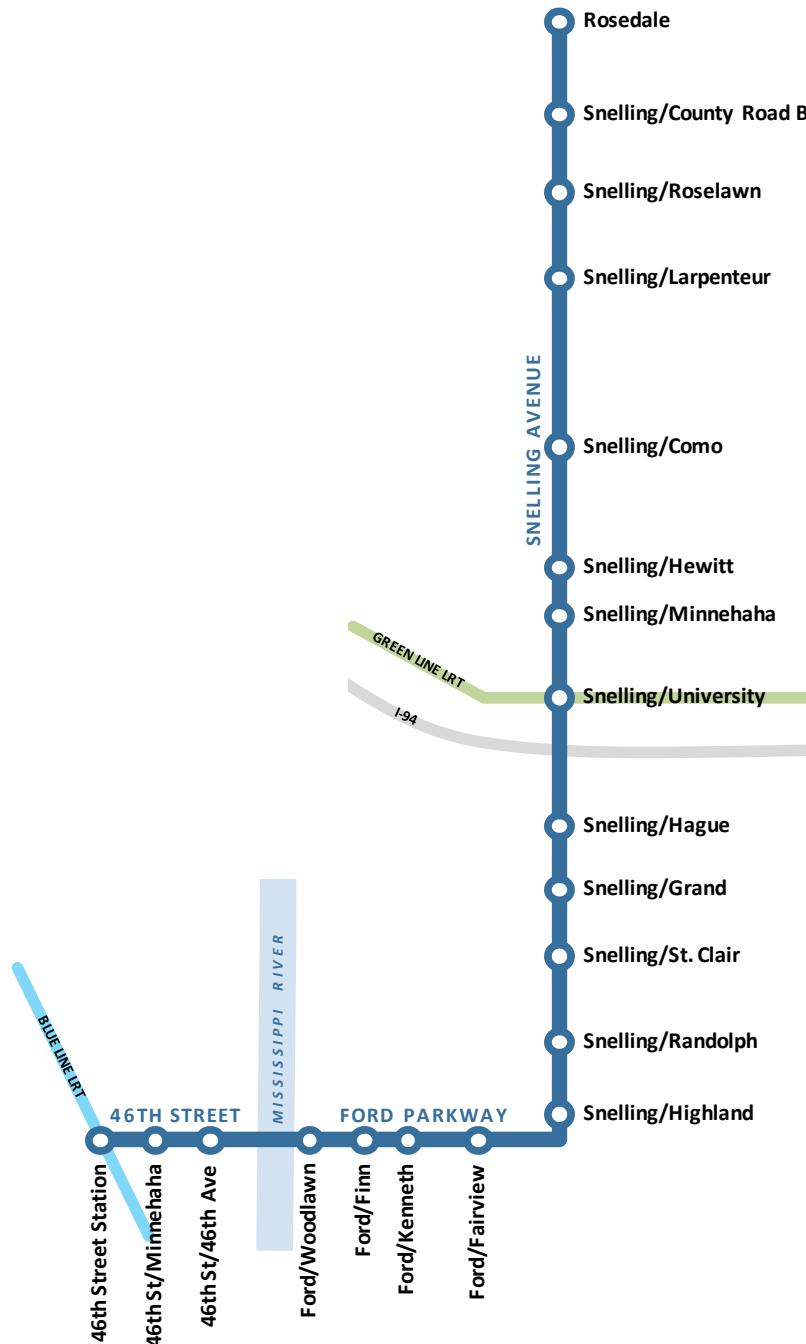 Rosedale
Snelling/County Road B
Snelling/Roselawn
Snelling/Larpenteur
SNELLING AVENUE
Snelling/Como
Snelling/Hewitt
Snelling/Minnehaha
GREEN LINE LRT
Snelling/University
I-94
Snelling/Hague
Snelling/Grand
MISSISSIPPI RIVER
Snelling/St. Clair
BLUE LINE LRT
Snelling/Randolph
46TH STREET
FORD PARKWAY
Snelling/Highland
46th Street Station
46th St/Minnehaha
46th St/46th Ave
Ford/Woodlawn
Ford/Finn
Ford/Kenneth
Ford/Fairview